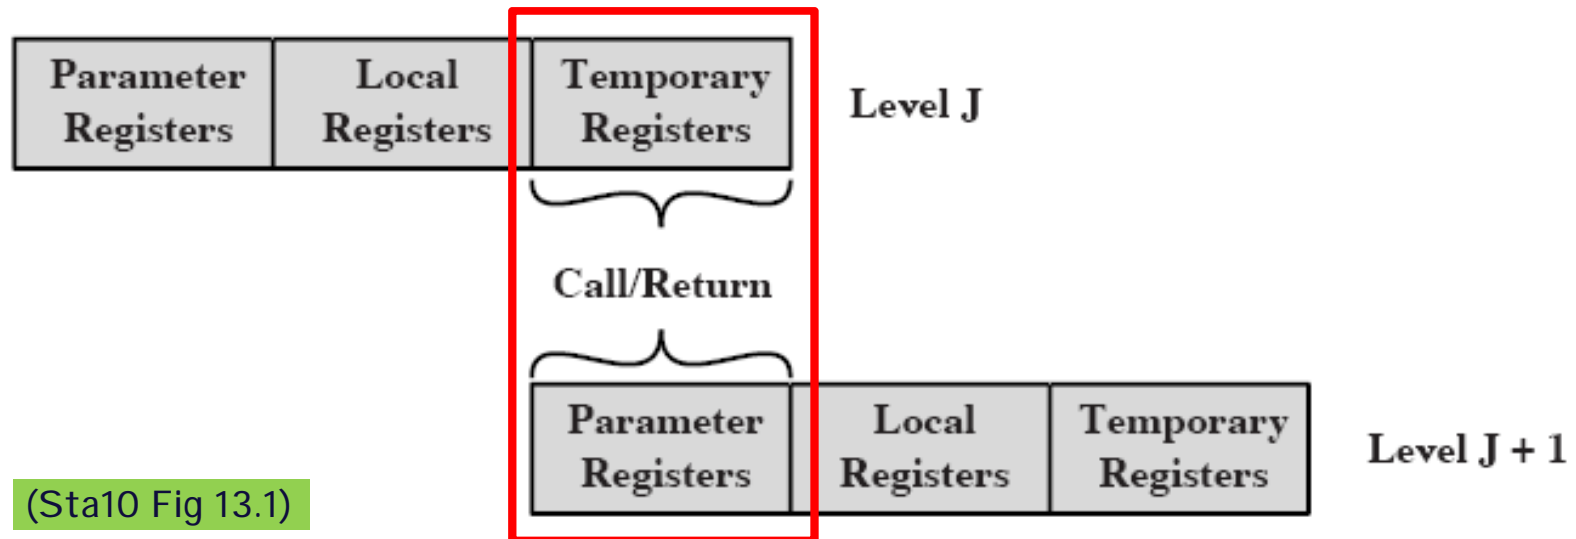 Parameter
Registers
Local
Registers
Temporary
Registers
Level J
Call/Return
Parameter
Registers
Local
Registers
Temporary
Registers
Level J + 1
(Sta10 Fig 13.1)